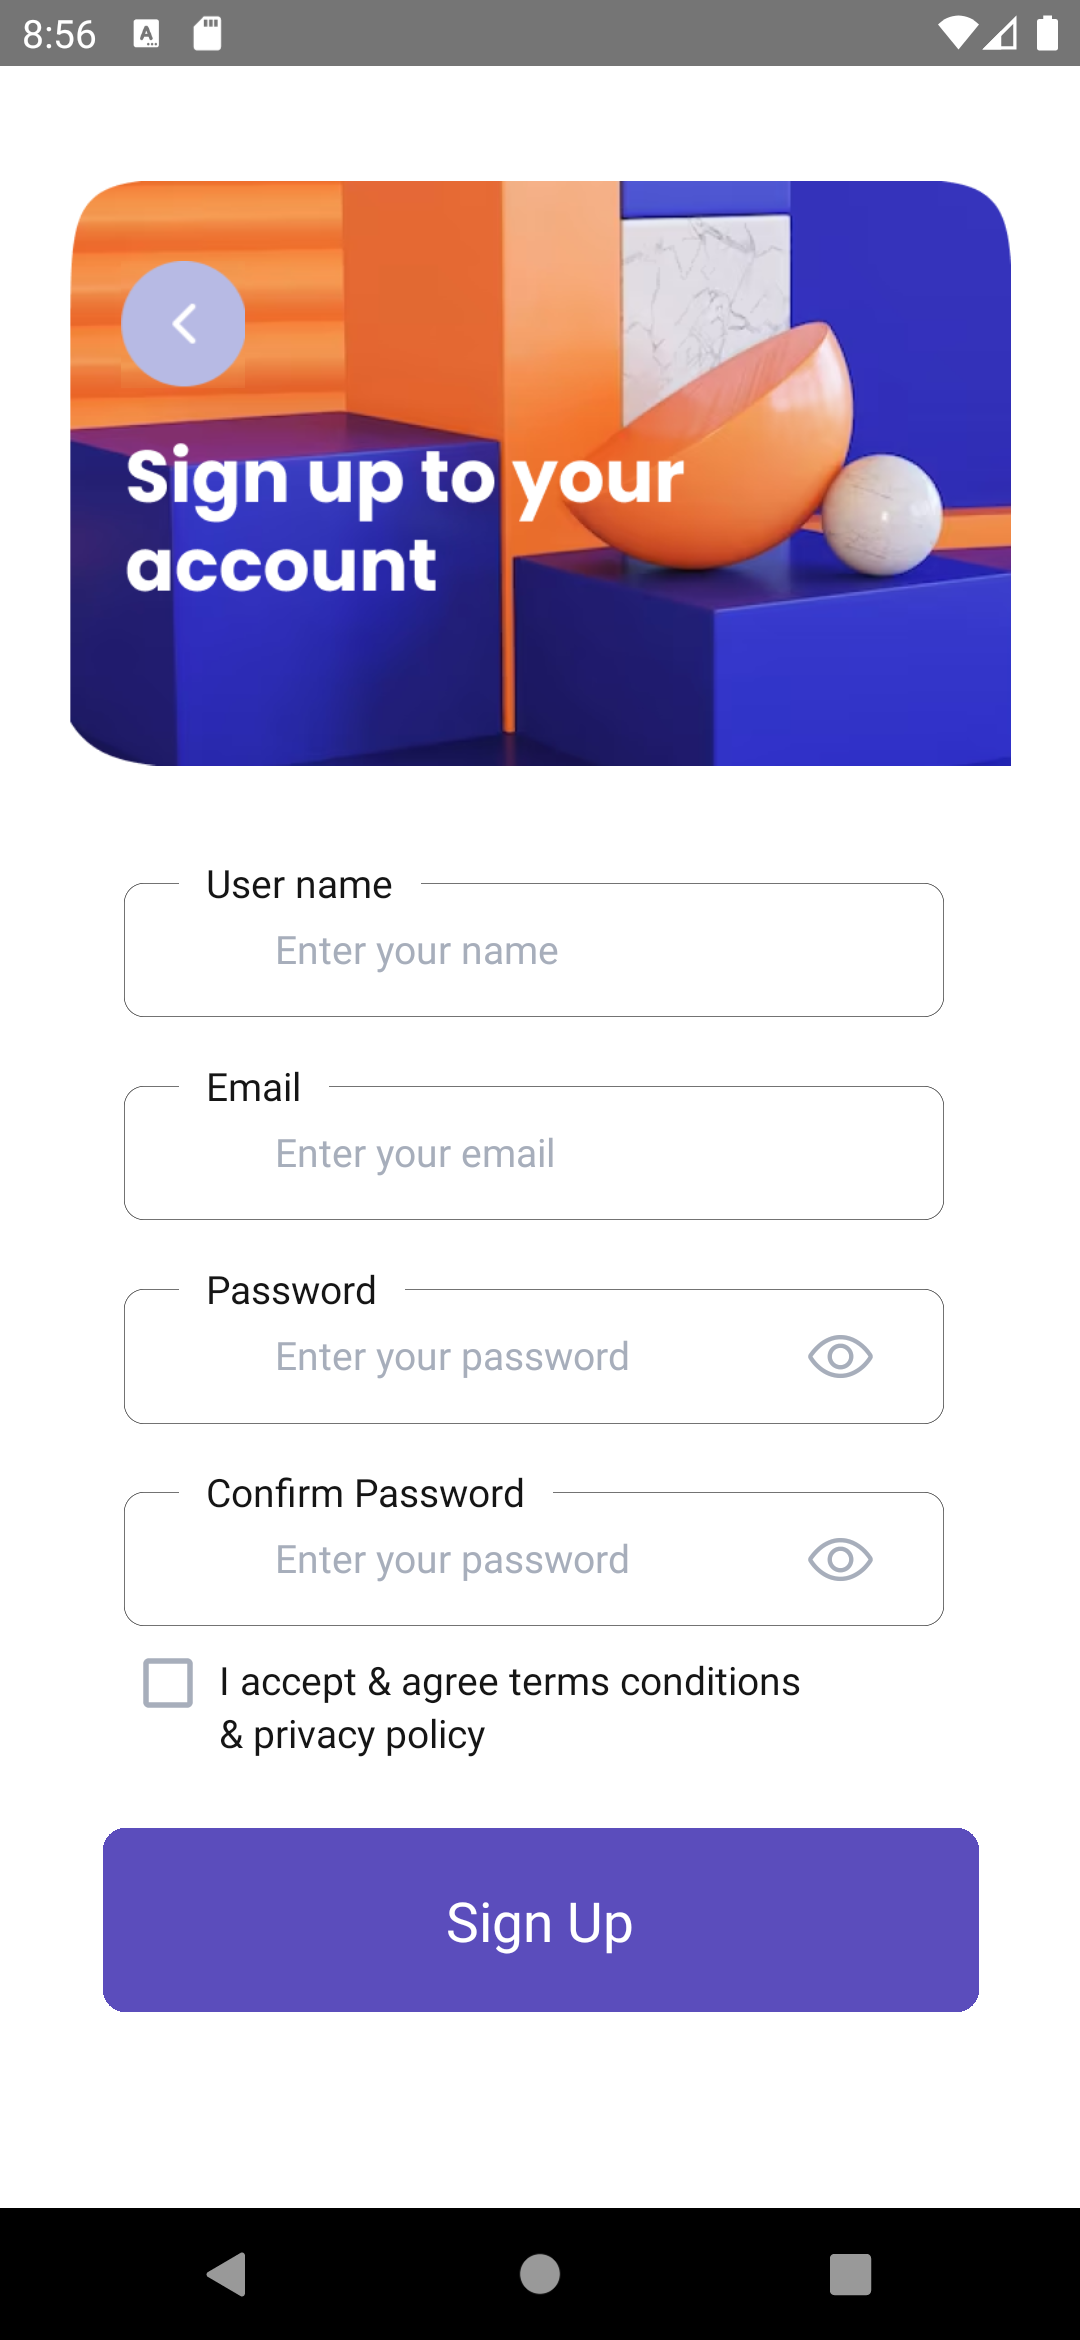 8:56
Sign up to your
account
User name
Enter your name
Email
Enter your email
Password
Enter your password
Confirm Password
Enter your password
I accept & agree terms conditions
& privacy policy
Sign Up